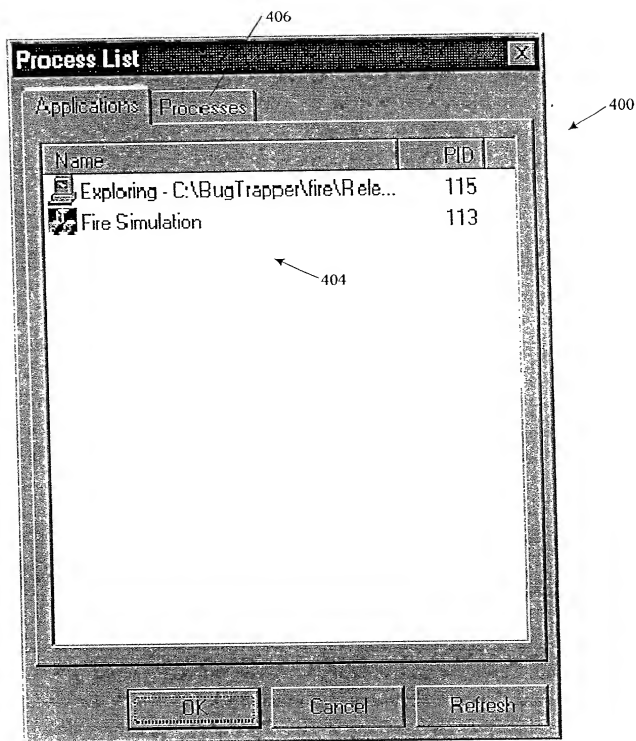 406
Process List
400
Applications Processes
Name PID
Exploring - C:\BugTrapper\fire\Rele... 115
Fire Simulation 113
404
OK Cancel Refresh